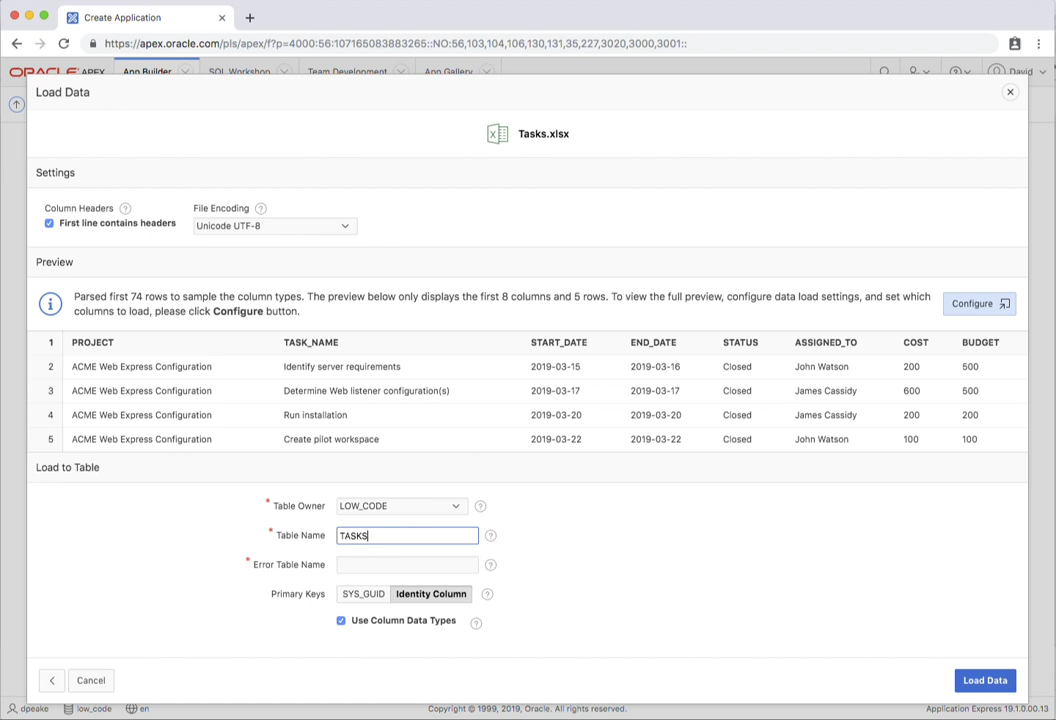 Create Application
https://apex.oracle.com/pls/apex/f?p=4000:56:107165083883265::NO:56,103,104,106,130,131,35,227,3020,3000,3001::
ORACLE APEX App Builder SQL Workshop Team Development App Gallery David
Load Data
Tasks.xlsx
Settings
Column Headers ? File Encoding ?
First line contains headers Unicode UTF-8
Preview
Parsed first 74 rows to sample the column types. The preview below only displays the first 8 columns and 5 rows. To view the full preview, configure data load settings, and set which
columns to load, please click Configure button.
Configure
1 PROJECT TASK_NAME START_DATE END_DATE STATUS ASSIGNED_TO COST BUDGET
2 ACME Web Express Configuration Identify server requirements 2019-03-15 2019-03-16 Closed John Watson 200 500
3 ACME Web Express Configuration Determine Web listener configuration(s) 2019-03-17 2019-03-17 Closed James Cassidy 600 500
4 ACME Web Express Configuration Run installation 2019-03-20 2019-03-20 Closed James Cassidy 200 200
5 ACME Web Express Configuration Create pilot workspace 2019-03-22 2019-03-22 Closed John Watson 100 100
Load to Table
* Table Owner LOW_CODE ?
* Table Name TASKS ?
* Error Table Name ?
Primary Keys SYS_GUID Identity Column ?
Use Column Data Types ?
< Cancel Load Data
dpeake low_code en Copyright © 1999, 2019, Oracle. All rights reserved. Application Express 19.1.0.00.13